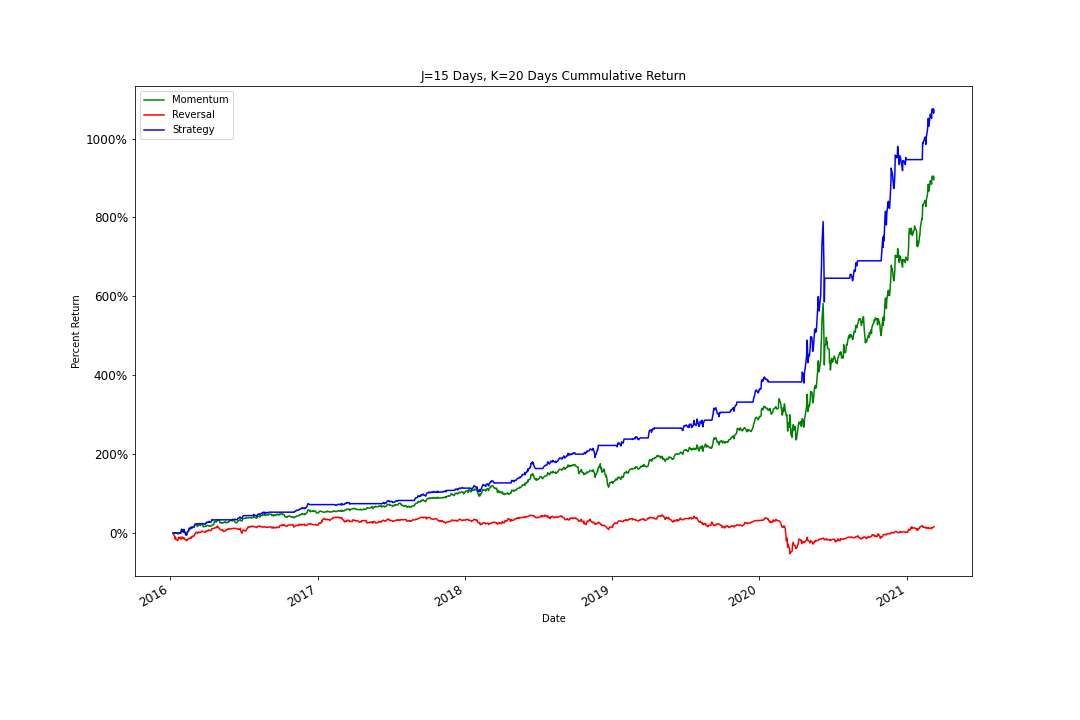 J=15 Days, K=20 Days Cummulative Return
Momentum
Reversal
Strategy
1000%
800%
600%
400%
200%
0%
Percent Return
2016
2017
2018
2019
2020
2021
Date